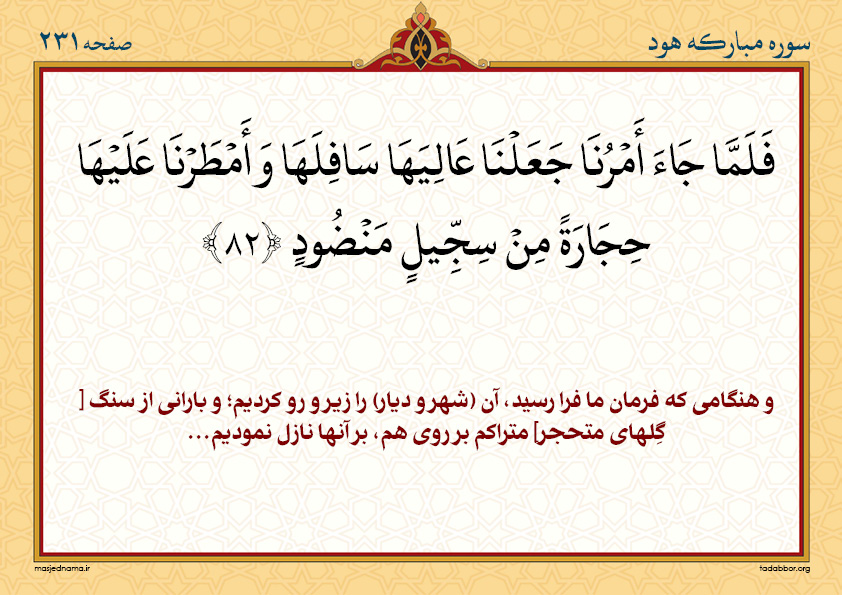 سوره مبارکه هود
صفحه ۲۳۱
فَلَمَّا جَاءَ أَمْرُنَا جَعَلْنَا عَالِيَهَا سَافِلَهَا وَ أَمْطَرْنَا عَلَيْهَا
حِجَارَةً مِنْ سِجِّيلٍ مَنْضُودٍ ﴿۸۲﴾
و هنگامی که فرمان ما فرا رسید، آن (شهر و دیار) را زیر و رو کردیم؛ و بارانی از سنگ [
گِلهای متحجر] متراکم بر روی هم، بر آنها نازل نمودیم...
masjednama.ir
tadabbor.org